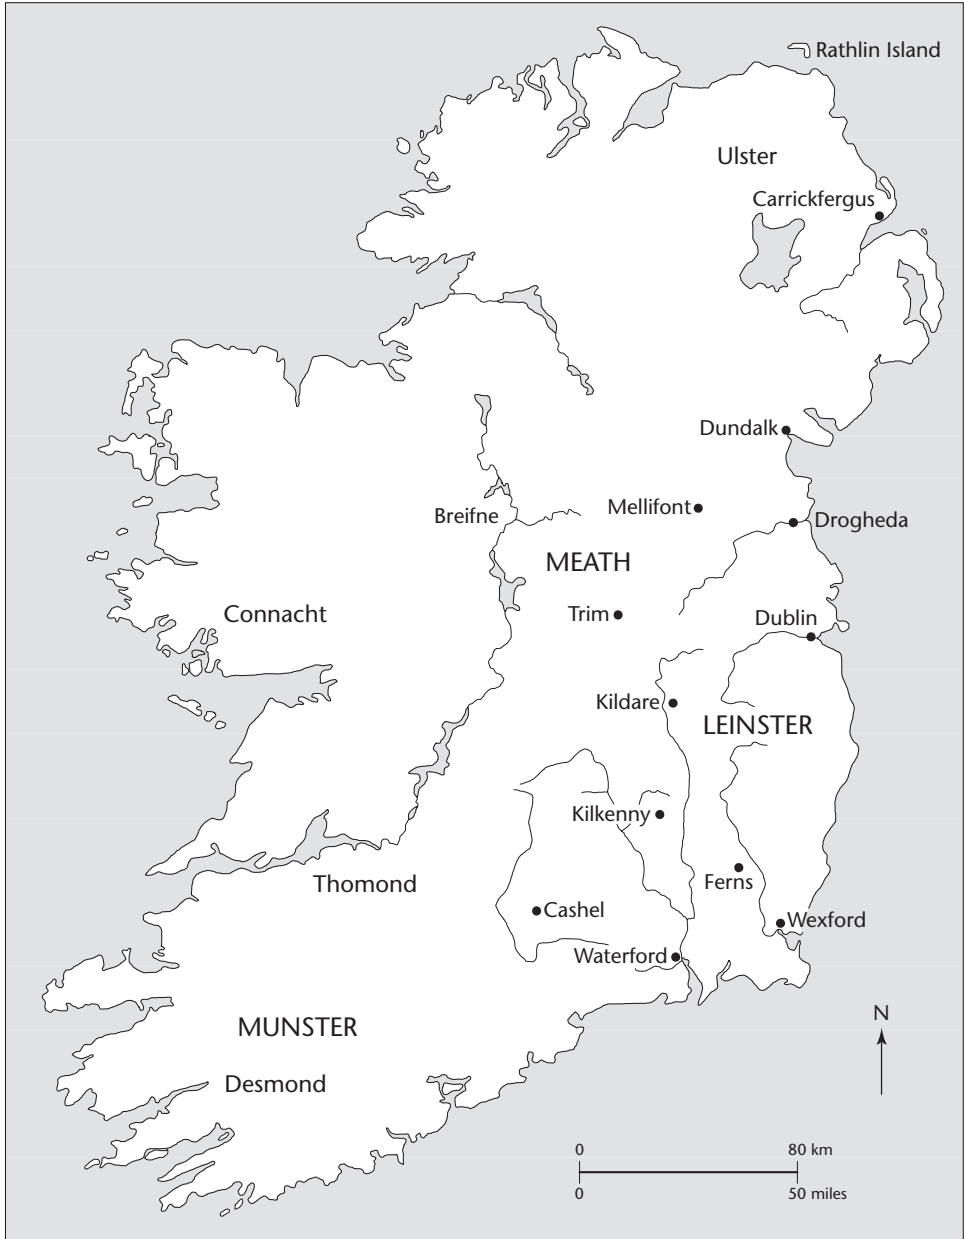 Rathlin Island
Ulster
Carrickfergus
Dundalk
Mellifont
Breifne
Drogheda
MEATH
Connacht
Trim
Dublin
Kildare
LEINSTER
Kilkenny
Thomond
Ferns
Cashel
Wexford
Waterford
N
MUNSTER
Desmond
0 80 km
0 50 miles